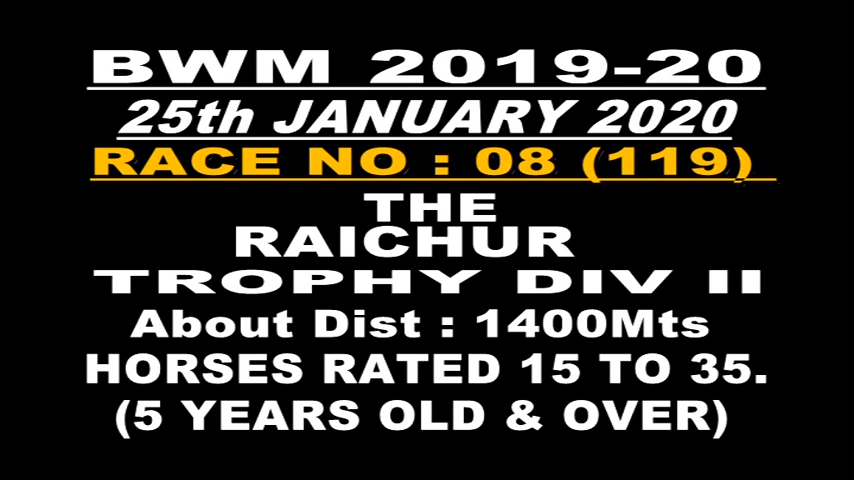 BWM 2019-20
25th JANUARY 2020
RACE NO : 08 (119)
THE
RAICHUR
TROPHY DIV II
About Dist : 1400Mts
HORSES RATED 15 TO 35.
(5 YEARS OLD & OVER)